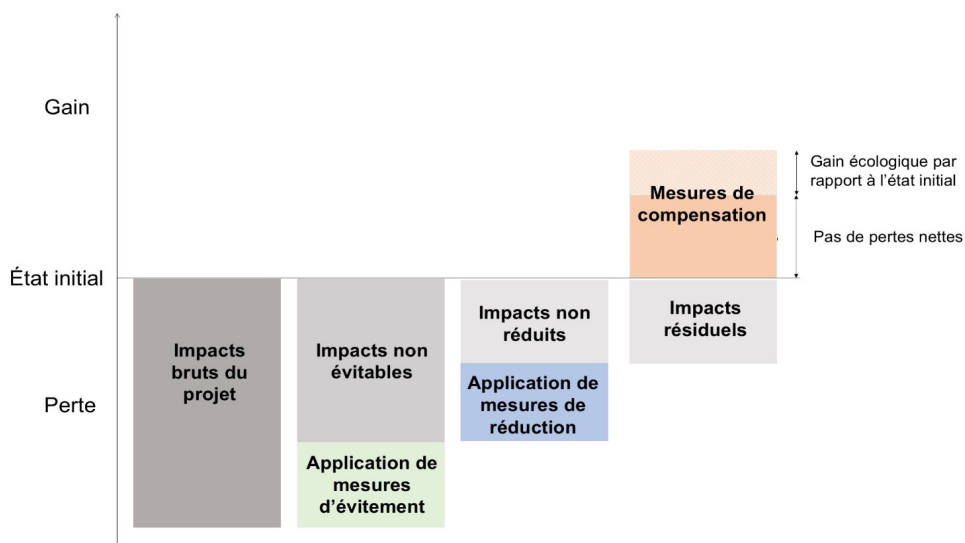 Gain
État initial
Perte
Impacts
bruts du
projet
Impacts non
évitables
Application de
mesures
d'évitement
Impacts non
réduits
Application de
mesures de
réduction
Mesures de
compensation
Impacts
résiduels
Gain écologique par
rapport à l'état initial
Pas de pertes nettes